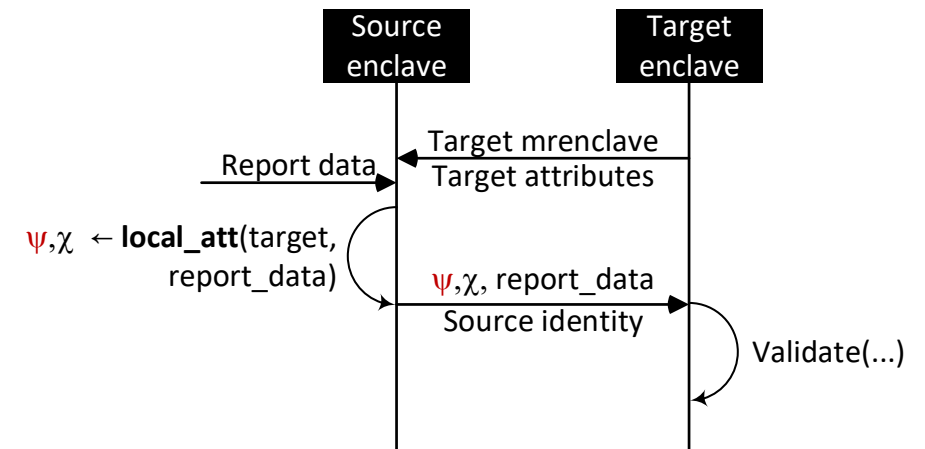 Source
enclave
Target
enclave
Target mrenclave
Report data
Target attributes
ψ,χ ← local_att(target,
report_data)
ψ,χ, report_data
Source identity
Validate(...)